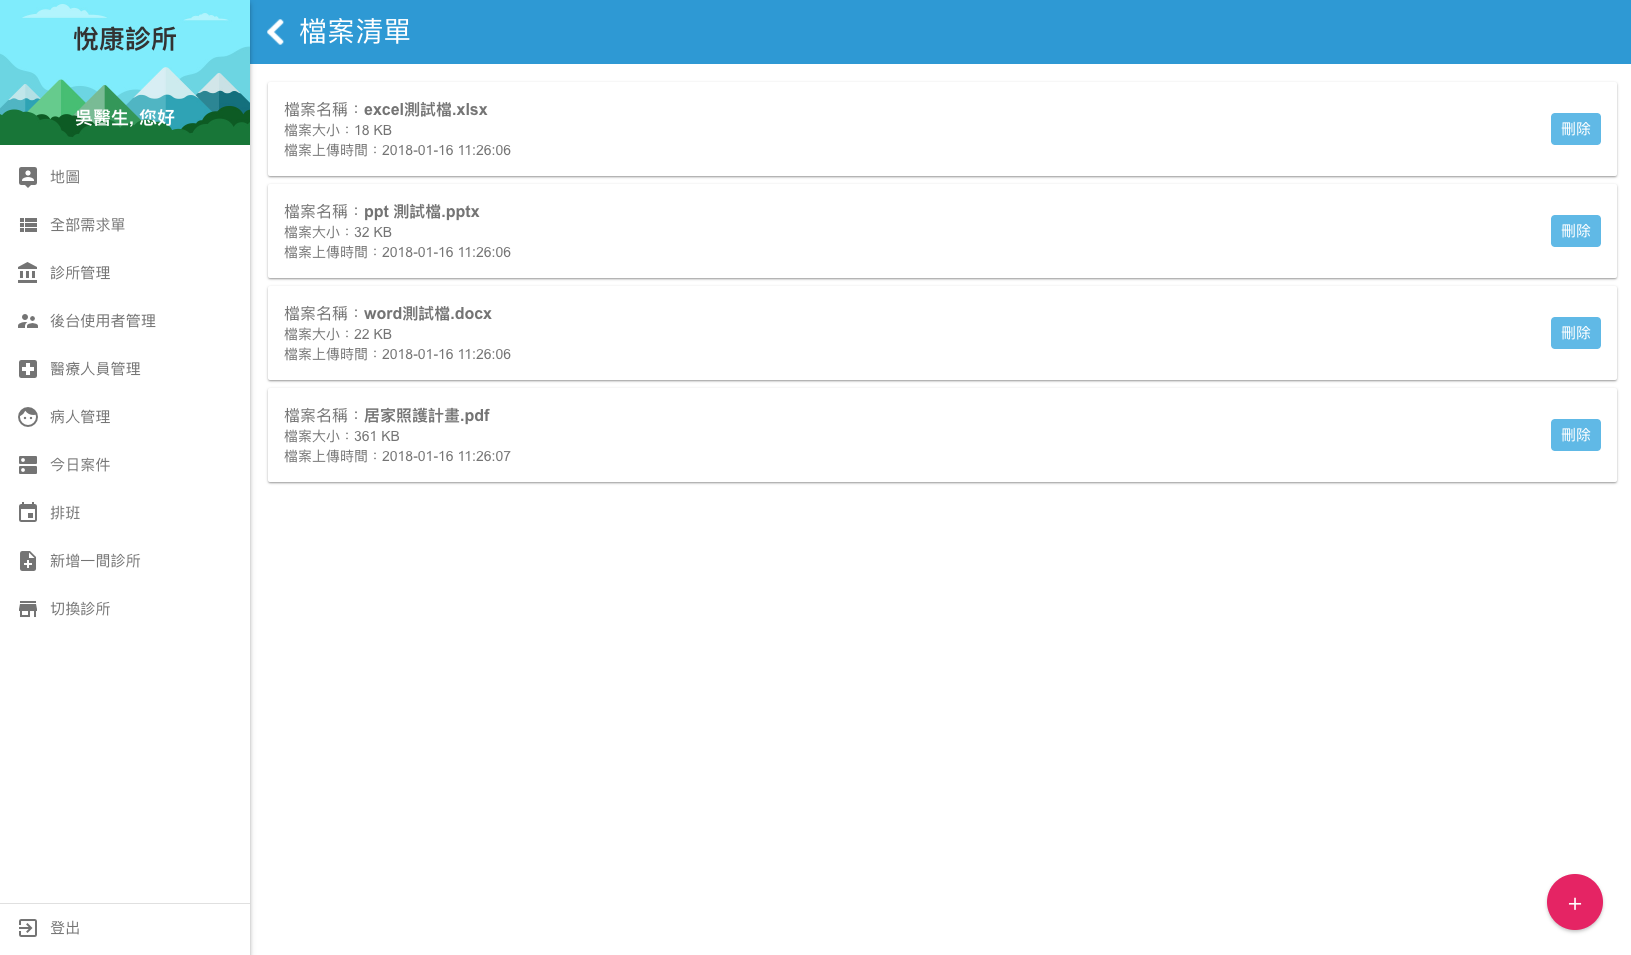 悅康診所
吳醫生, 您好
地圖
全部需求單
診所管理
後台使用者管理
醫療人員管理
病人管理
今日案件
排班
新增一間診所
切換診所
登出
檔案清單
檔案名稱：excel測試檔.xlsx
檔案大小：18 KB
檔案上傳時間：2018-01-16 11:26:06
刪除
檔案名稱：ppt 測試檔.pptx
檔案大小：32 KB
檔案上傳時間：2018-01-16 11:26:06
刪除
檔案名稱：word測試檔.docx
檔案大小：22 KB
檔案上傳時間：2018-01-16 11:26:06
刪除
檔案名稱：居家照護計畫.pdf
檔案大小：361 KB
檔案上傳時間：2018-01-16 11:26:07
刪除
+